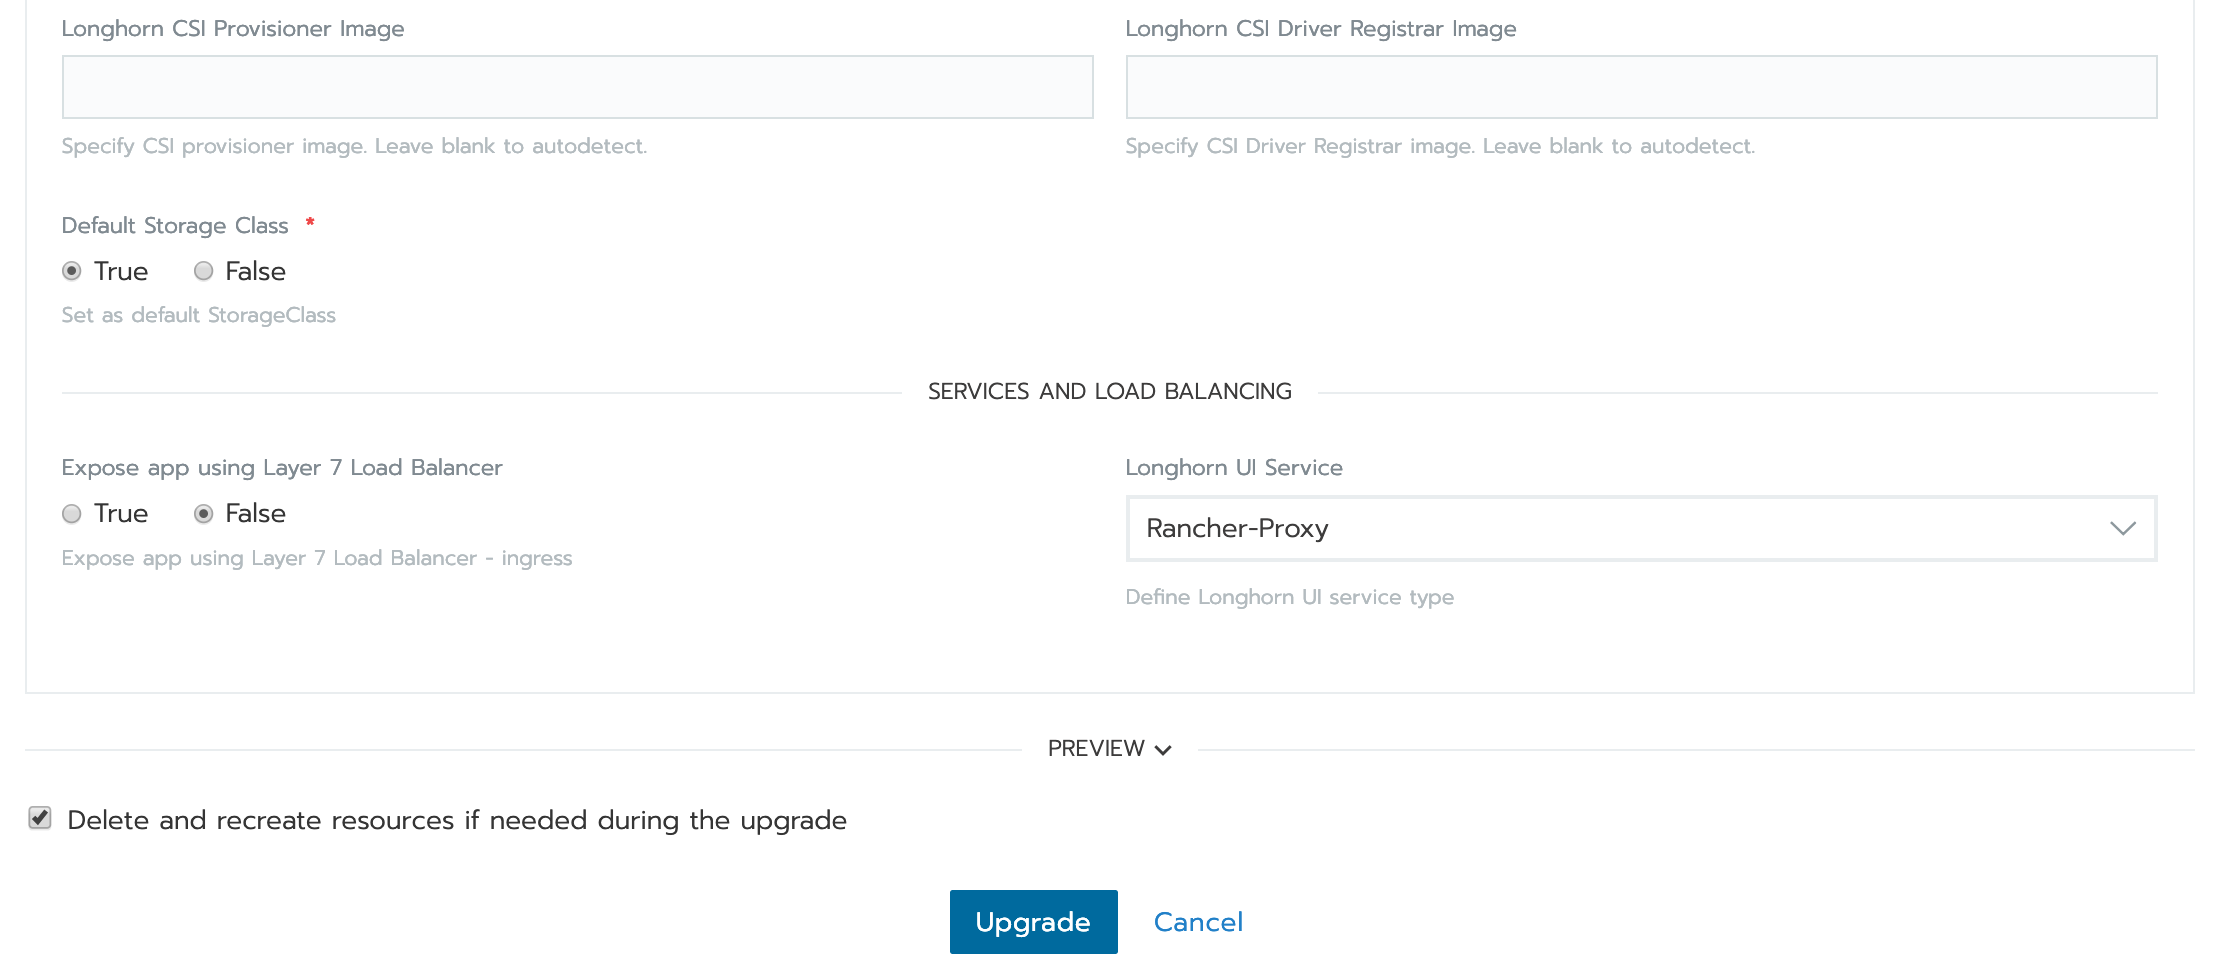 Longhorn CSI Provisioner Image
Longhorn CSI Driver Registrar Image
Specify CSI provisioner image. Leave blank to autodetect.
Specify CSI Driver Registrar image. Leave blank to autodetect.
Default Storage Class *
True False
Set as default StorageClass
SERVICES AND LOAD BALANCING
Expose app using Layer 7 Load Balancer
True False
Expose app using Layer 7 Load Balancer - ingress
Longhorn UI Service
Rancher-Proxy
Define Longhorn UI service type
PREVIEW
Delete and recreate resources if needed during the upgrade
Upgrade Cancel